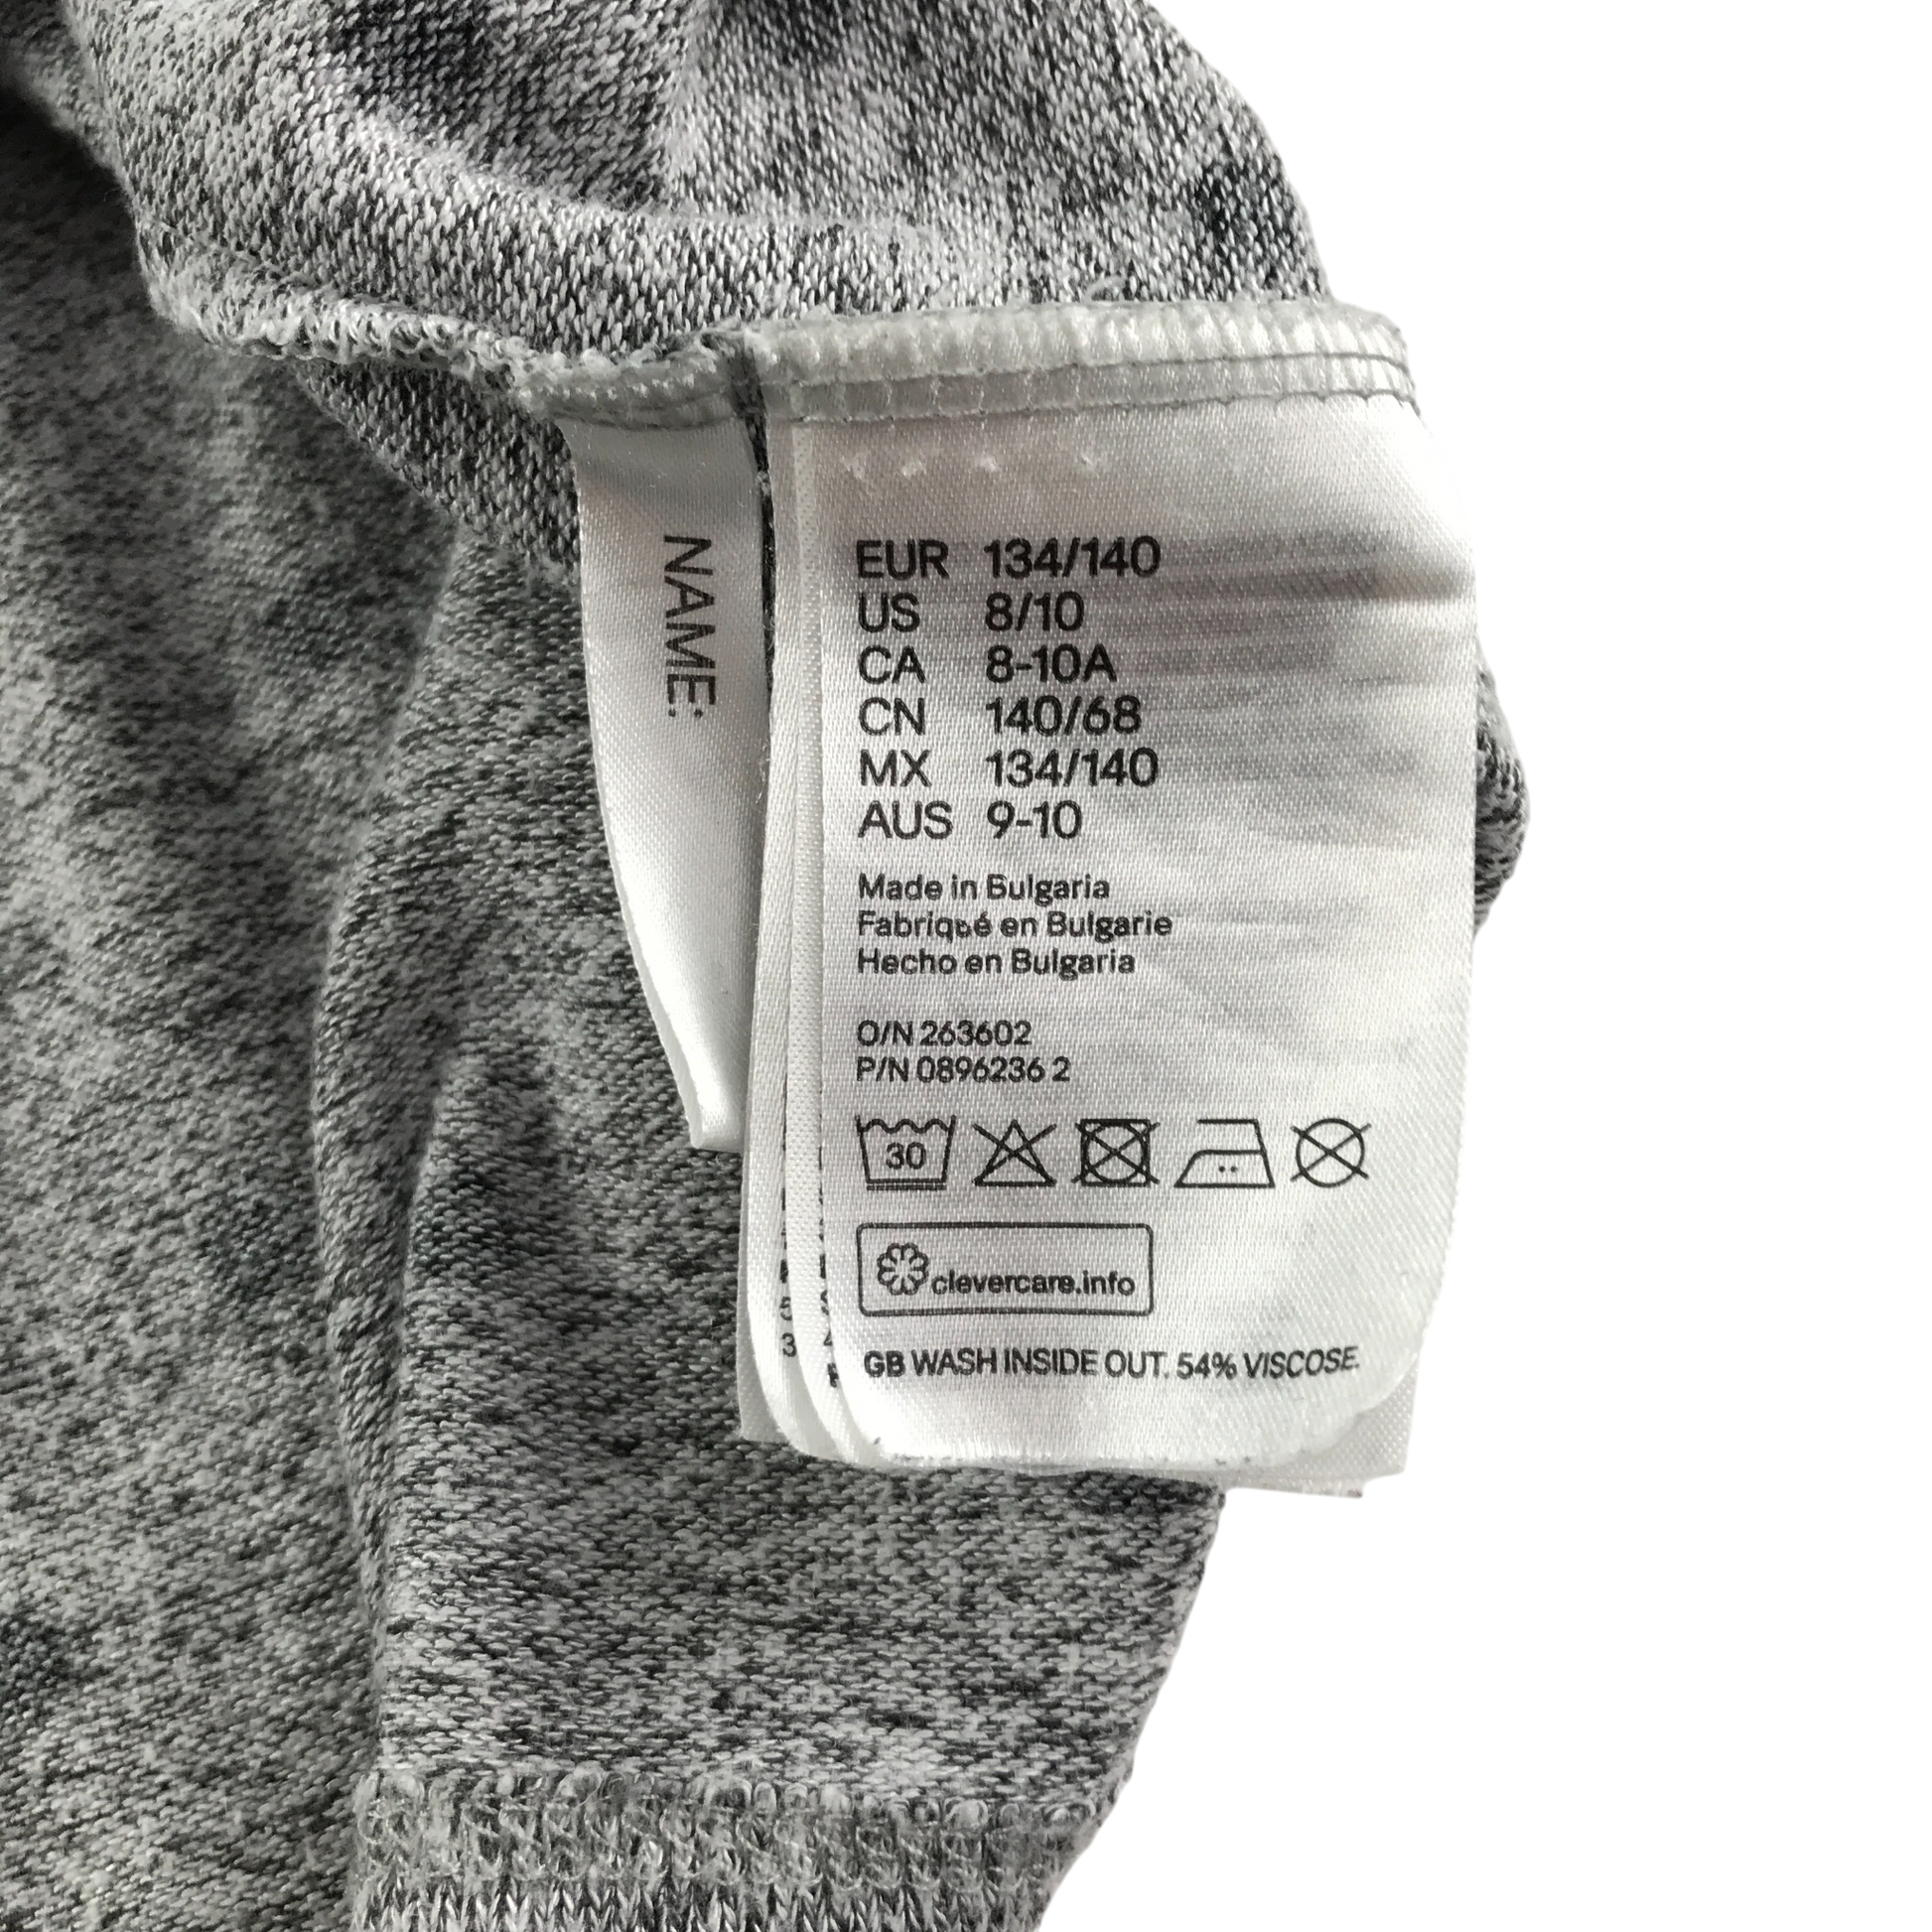 NAME:
EUR 134/140
US 8/10
CA 8-10A
CN 140/68
MX 134/140
AUS 9-10
Made in Bulgaria
Fabriqué en Bulgarie
Hecho en Bulgaria
O/N 263602
P/N 0896236 2
30
clevercare.info
GB WASH INSIDE OUT. 54% VISCOSE.
5
3